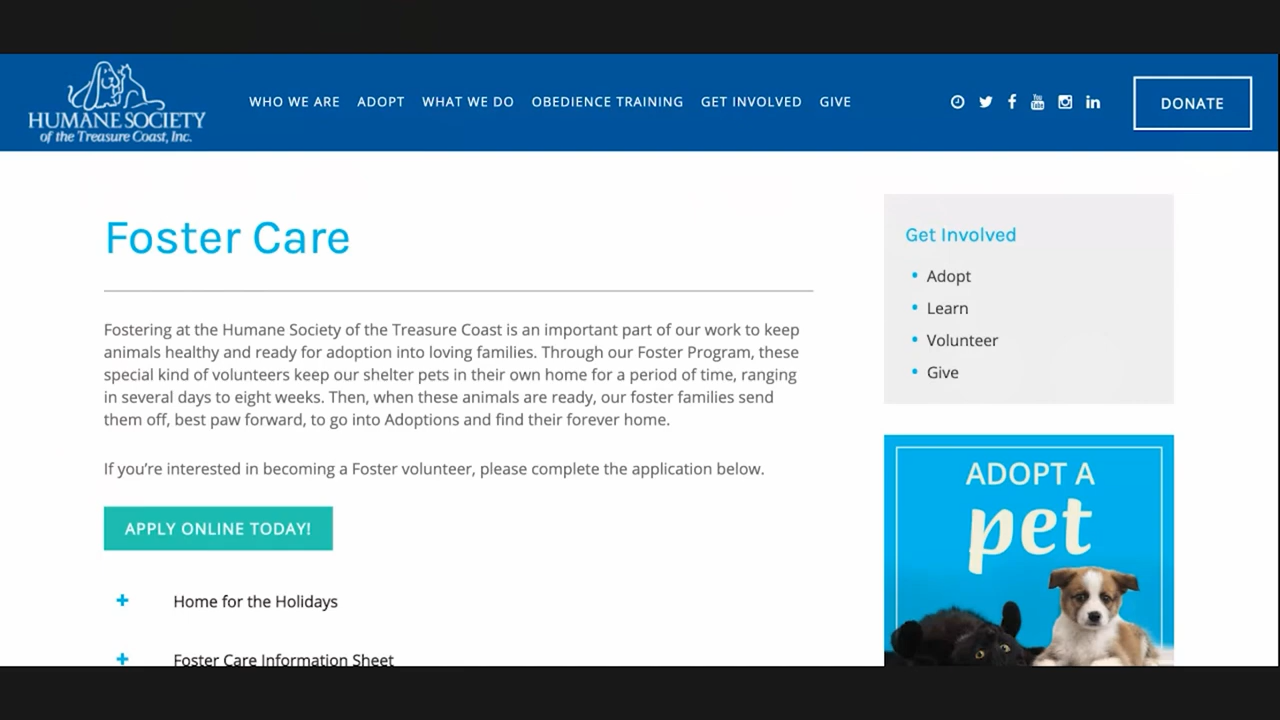 HUMANE SOCIETY
of the Treasure Coast, Inc.
WHO WE ARE
ADOPT
WHAT WE DO
OBEDIENCE TRAINING
GET INVOLVED
GIVE
You
Tube
DONATE
Foster Care
Fostering at the Humane Society of the Treasure Coast is an important part of our work to keep
animals healthy and ready for adoption into loving families. Through our Foster Program, these
special kind of volunteers keep our shelter pets in their own home for a period of time, ranging
in several days to eight weeks. Then, when these animals are ready, our foster families send
them off, best paw forward, to go into Adoptions and find their forever home.
If you’re interested in becoming a Foster volunteer, please complete the application below.
APPLY ONLINE TODAY!
Home for the Holidays
Foster Care Information Sheet
Get Involved
Adopt
Learn
Volunteer
Give
ADOPT A
pet